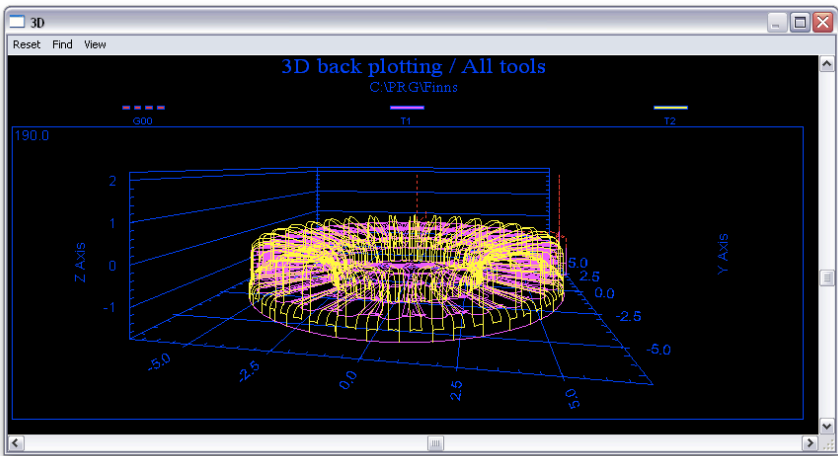 3D
Reset Find View
3D back plotting / All tools
C:\PRG\Finns
G00 T1 T2
190.0
2
1
0
-1
Z Axis
Y Axis
5.0
2.5
0.0
-2.5
-5.0
-5.0
-2.5
0.0
2.5
5.0